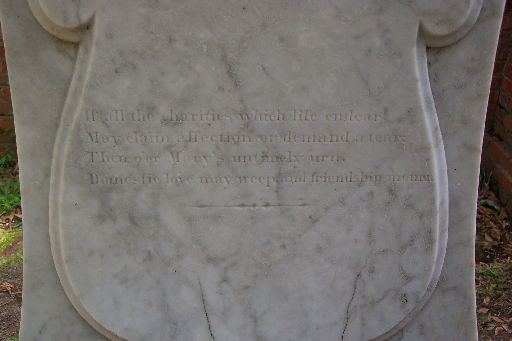 If all the charities which life endear,
May claim affection or demand a tear;
Then o'er Mary's untimely urn,
Domestic love may weep and friendship mourn.